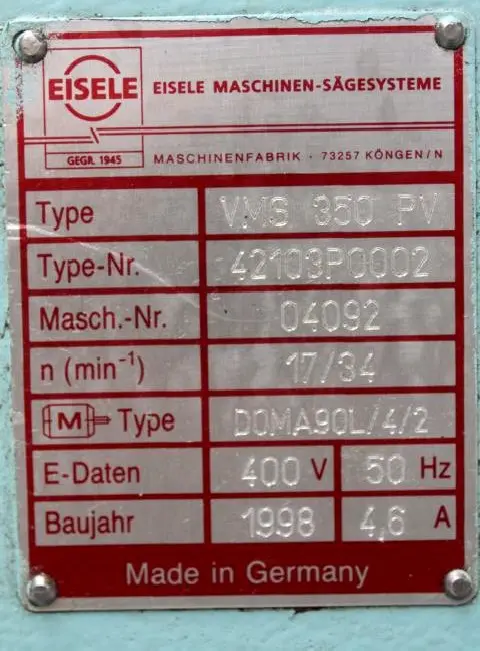 EISELE
EISELE MASCHINEN-SÄGESYSTEME
GEGR. 1945
MASCHINENFABRIK · 73257 KÖNGEN/N
Type VMS 350 PV
Type-Nr. 42103P0002
Masch.-Nr. 04092
n (min⁻¹) 17/34
M Type DOMA90L/4/2
E-Daten 400 V 50 Hz
Baujahr 1998 4,6 A
Made in Germany